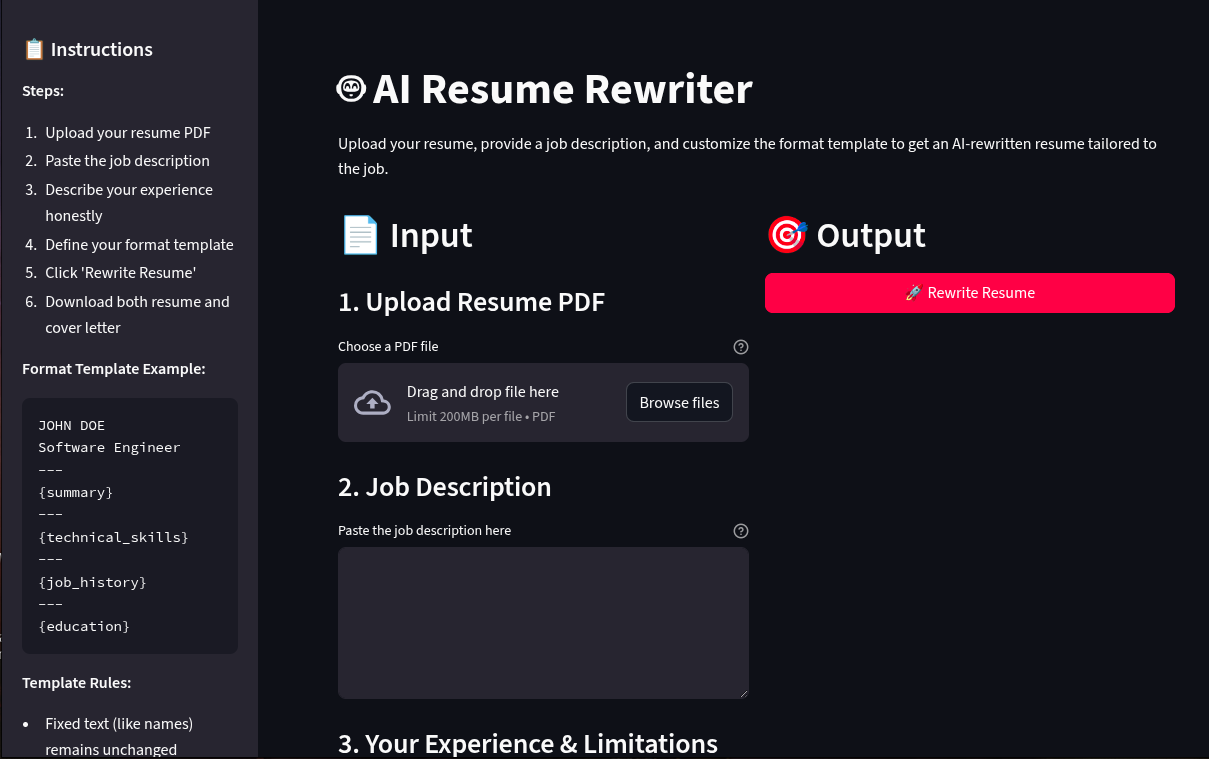 📋 Instructions
Steps:
1. Upload your resume PDF
2. Paste the job description
3. Describe your experience
honestly
4. Define your format template
5. Click 'Rewrite Resume'
6. Download both resume and
cover letter
Format Template Example:
JOHN DOE
Software Engineer
---
{summary}
---
{technical_skills}
---
{job_history}
---
{education}
Template Rules:
• Fixed text (like names)
remains unchanged
AI Resume Rewriter
Upload your resume, provide a job description, and customize the format template to get an AI-rewritten resume tailored to
the job.
📄 Input
1. Upload Resume PDF
Choose a PDF file
Drag and drop file here
Limit 200MB per file • PDF
Browse files
2. Job Description
Paste the job description here
3. Your Experience & Limitations
🎯 Output
🚀 Rewrite Resume